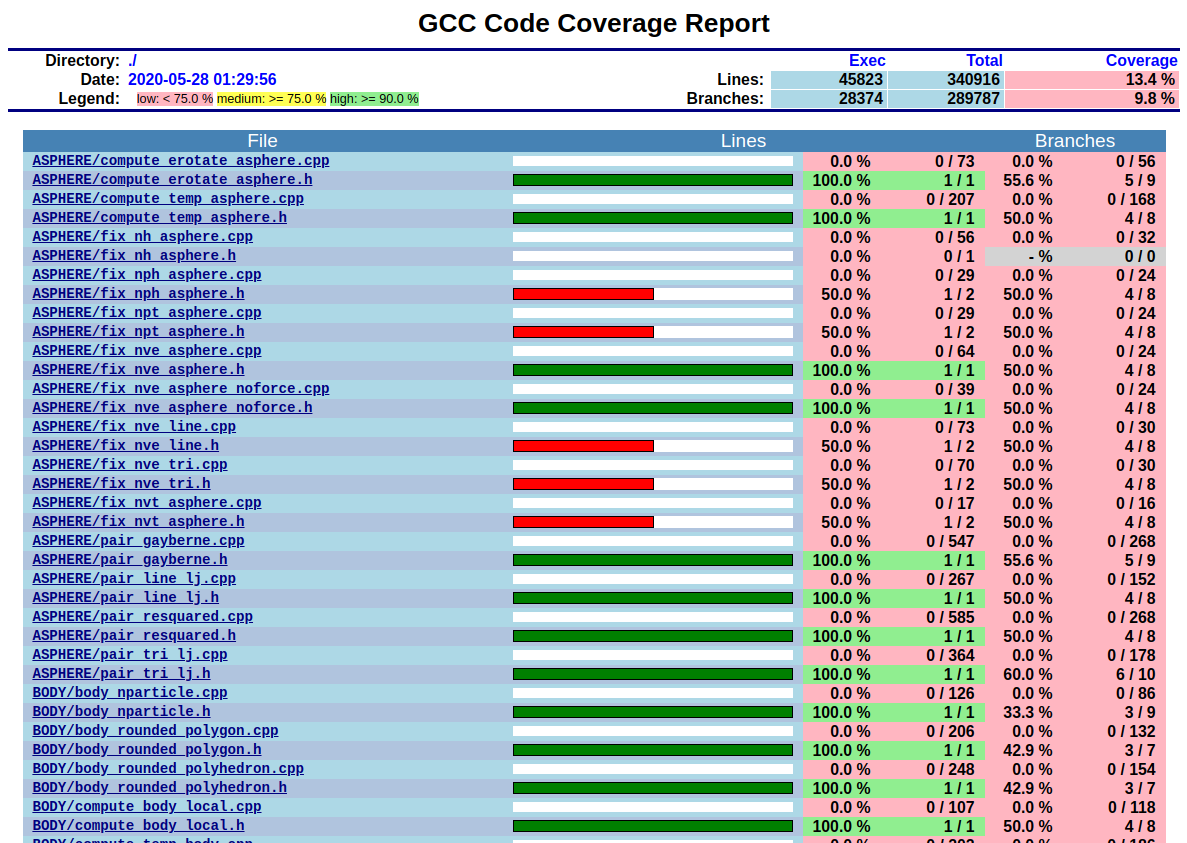 GCC Code Coverage Report
Directory: ./ Exec Total Coverage
Date: 2020-05-28 01:29:56 Lines: 45823 340916 13.4 %
Legend: low: < 75.0 % medium: >= 75.0 % high: >= 90.0 % Branches: 28374 289787 9.8 %
File Lines Branches
ASPHERE/compute_erotate_asphere.cpp 0.0 % 0 / 73 0.0 % 0 / 56
ASPHERE/compute_erotate_asphere.h 100.0 % 1 / 1 55.6 % 5 / 9
ASPHERE/compute_temp_asphere.cpp 0.0 % 0 / 207 0.0 % 0 / 168
ASPHERE/compute_temp_asphere.h 100.0 % 1 / 1 50.0 % 4 / 8
ASPHERE/fix_nh_asphere.cpp 0.0 % 0 / 56 0.0 % 0 / 32
ASPHERE/fix_nh_asphere.h 0.0 % 0 / 1 - % 0 / 0
ASPHERE/fix_nph_asphere.cpp 0.0 % 0 / 29 0.0 % 0 / 24
ASPHERE/fix_nph_asphere.h 50.0 % 1 / 2 50.0 % 4 / 8
ASPHERE/fix_npt_asphere.cpp 0.0 % 0 / 29 0.0 % 0 / 24
ASPHERE/fix_npt_asphere.h 50.0 % 1 / 2 50.0 % 4 / 8
ASPHERE/fix_nve_asphere.cpp 0.0 % 0 / 64 0.0 % 0 / 24
ASPHERE/fix_nve_asphere.h 100.0 % 1 / 1 50.0 % 4 / 8
ASPHERE/fix_nve_asphere_noforce.cpp 0.0 % 0 / 39 0.0 % 0 / 24
ASPHERE/fix_nve_asphere_noforce.h 100.0 % 1 / 1 50.0 % 4 / 8
ASPHERE/fix_nve_line.cpp 0.0 % 0 / 73 0.0 % 0 / 30
ASPHERE/fix_nve_line.h 50.0 % 1 / 2 50.0 % 4 / 8
ASPHERE/fix_nve_tri.cpp 0.0 % 0 / 70 0.0 % 0 / 30
ASPHERE/fix_nve_tri.h 50.0 % 1 / 2 50.0 % 4 / 8
ASPHERE/fix_nvt_asphere.cpp 0.0 % 0 / 17 0.0 % 0 / 16
ASPHERE/fix_nvt_asphere.h 50.0 % 1 / 2 50.0 % 4 / 8
ASPHERE/pair_gayberne.cpp 0.0 % 0 / 547 0.0 % 0 / 268
ASPHERE/pair_gayberne.h 100.0 % 1 / 1 55.6 % 5 / 9
ASPHERE/pair_line_lj.cpp 0.0 % 0 / 267 0.0 % 0 / 152
ASPHERE/pair_line_lj.h 100.0 % 1 / 1 50.0 % 4 / 8
ASPHERE/pair_resquared.cpp 0.0 % 0 / 585 0.0 % 0 / 268
ASPHERE/pair_resquared.h 100.0 % 1 / 1 50.0 % 4 / 8
ASPHERE/pair_tri_lj.cpp 0.0 % 0 / 364 0.0 % 0 / 178
ASPHERE/pair_tri_lj.h 100.0 % 1 / 1 60.0 % 6 / 10
BODY/body_nparticle.cpp 0.0 % 0 / 126 0.0 % 0 / 86
BODY/body_nparticle.h 100.0 % 1 / 1 33.3 % 3 / 9
BODY/body_rounded_polygon.cpp 0.0 % 0 / 206 0.0 % 0 / 132
BODY/body_rounded_polygon.h 100.0 % 1 / 1 42.9 % 3 / 7
BODY/body_rounded_polyhedron.cpp 0.0 % 0 / 248 0.0 % 0 / 154
BODY/body_rounded_polyhedron.h 100.0 % 1 / 1 42.9 % 3 / 7
BODY/compute_body_local.cpp 0.0 % 0 / 107 0.0 % 0 / 118
BODY/compute_body_local.h 100.0 % 1 / 1 50.0 % 4 / 8